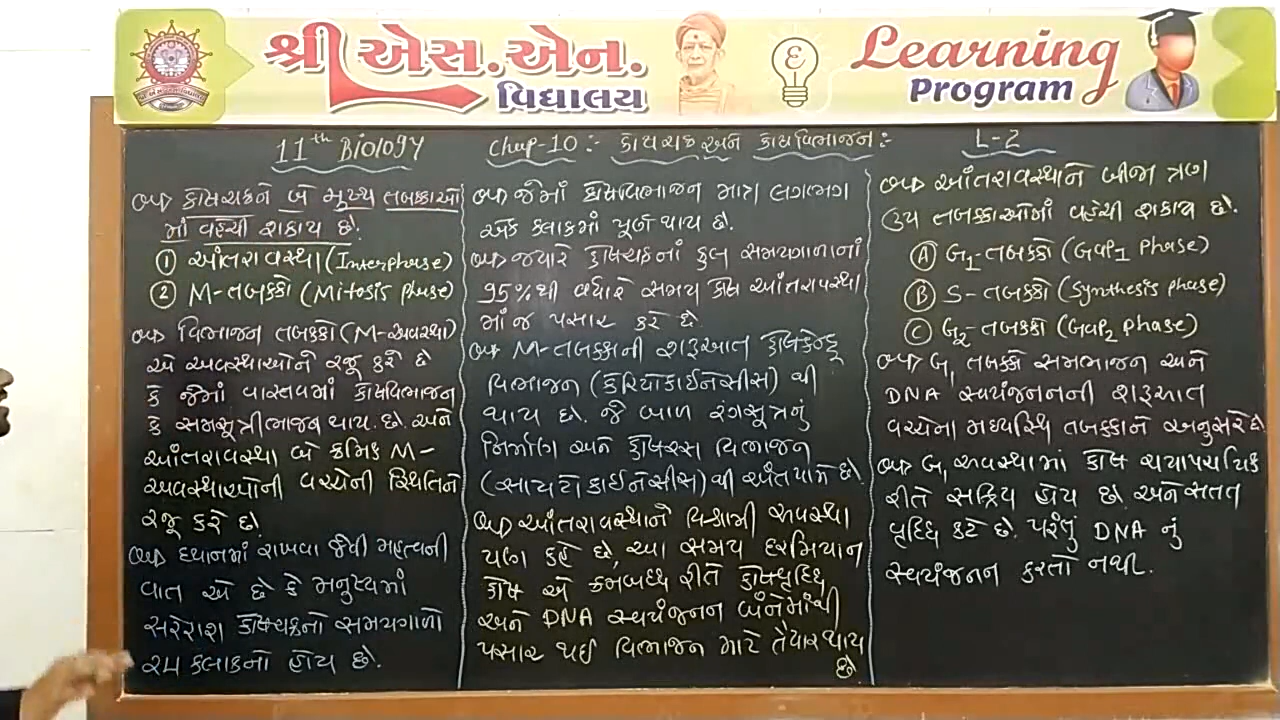 શ્રી એસ. એન.
વિદ્યાલય
Learning
Program
11th Biology
Chap-10 :- કોષચક્ર અને કોષવિભાજન :-
L-2
કોષચક્રને બે મુખ્ય તબક્કાઓ
માં વહેંચી શકાય છે.
① આંતરાવસ્થા (Interphase)
② M-તબક્કો (Mitosis phase)
વિભાજન તબક્કો (M-અવસ્થા)
એ અવસ્થાઓને રજૂ કરે છે
કે જેમાં વાસ્તવમાં કોષવિભાજન
કે સમસૂત્રીભાજન થાય છે. અને
આંતરાવસ્થા બે ક્રમિક M-
અવસ્થાઓની વચ્ચેની સ્થિતિને
રજૂ કરે છે.
ધ્યાનમાં રાખવા જેવી મહત્વની
વાત એ છે કે મનુષ્યમાં
સરેરાશ કોષચક્રનો સમયગાળો
૨૪ કલાકનો હોય છે.
જેમાં કોષવિભાજન માત્ર લગભગ
એક કલાકમાં પૂર્ણ થાય છે.
જયારે કોષચક્રનાં કુલ સમયગાળાનાં
95% થી વધારે સમય કોષ આંતરાવસ્થા
માં જ પસાર કરે છે.
M-તબક્કાની શરૂઆત કોષકેન્દ્ર
વિભાજન (કેરિયોકાઈનેસીસ) થી
થાય છે. જે બાળ રંગસૂત્રનું
નિર્માણ અને કોષરસ વિભાજન
(સાયટોકાઈનેસીસ) થી અંત પામે છે.
આંતરાવસ્થાને વિશ્રામી અવસ્થા
પણ કહે છે, આ સમય દરમિયાન
કોષ એ ક્રમબધ્ધ રીતે કોષવૃદ્ધિ
અને DNA સ્વયંજનન બંનેમાંથી
પસાર થઈ વિભાજન માટે તૈયાર થાય
છે.
આંતરાવસ્થાને બીજા ત્રણ
ઉપ તબક્કાઓમાં વહેંચી શકાય છે.
Ⓐ G₁-તબક્કો (Gap₁ phase)
Ⓑ S-તબક્કો (Synthesis phase)
Ⓒ G₂-તબક્કો (Gap₂ phase)
G₁ તબક્કો સમભાજન અને
DNA સ્વયંજનનની શરૂઆત
વચ્ચેના મધ્યસ્થિ તબક્કાને અનુસરે છે.
G₁ અવસ્થામાં કોષ ચયાપચયિક
રીતે સક્રિય હોય છે. અને સતત
વૃદ્ધિ કરે છે. પરંતુ DNA નું
સ્વયંજનન કરતો નથી.